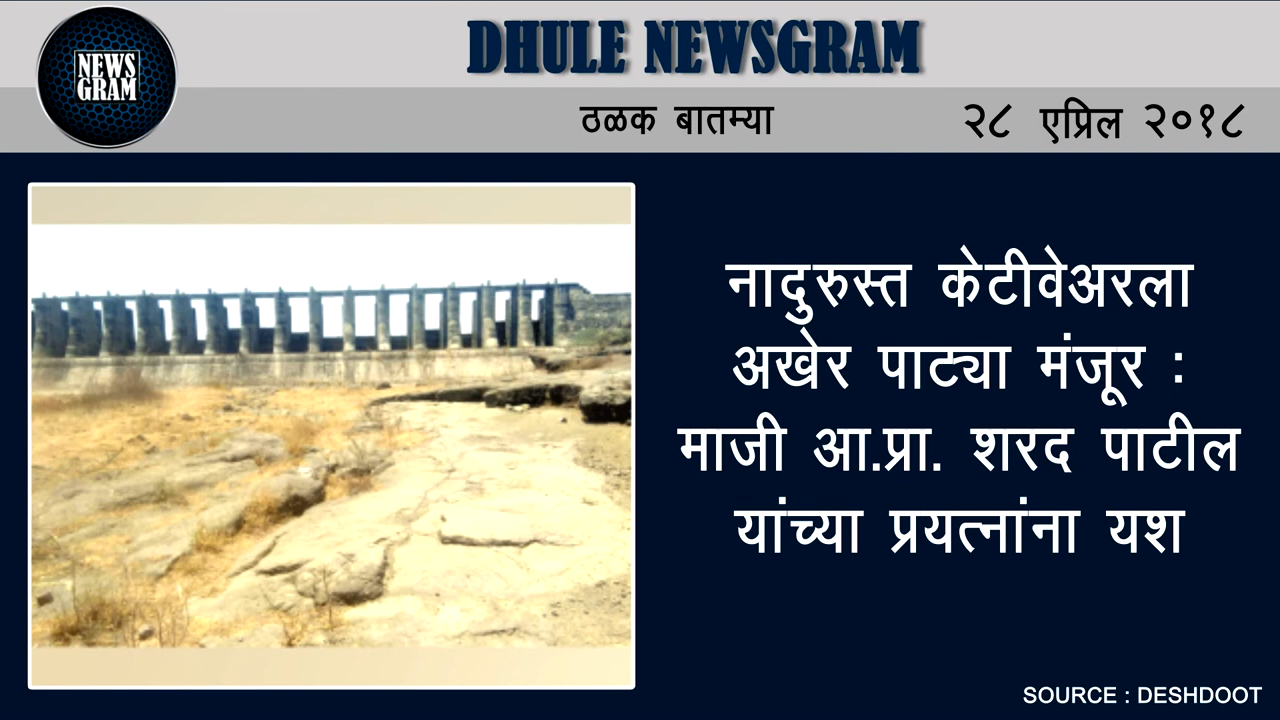 NEWS
GRAM
DHULE NEWSGRAM
ठळक बातम्या
२८ एप्रिल २०१८
नादुरुस्त केटीवेअरला
अखेर पाट्या मंजूर :
माजी आ.प्रा. शरद पाटील
यांच्या प्रयत्नांना यश
SOURCE : DESHDOOT